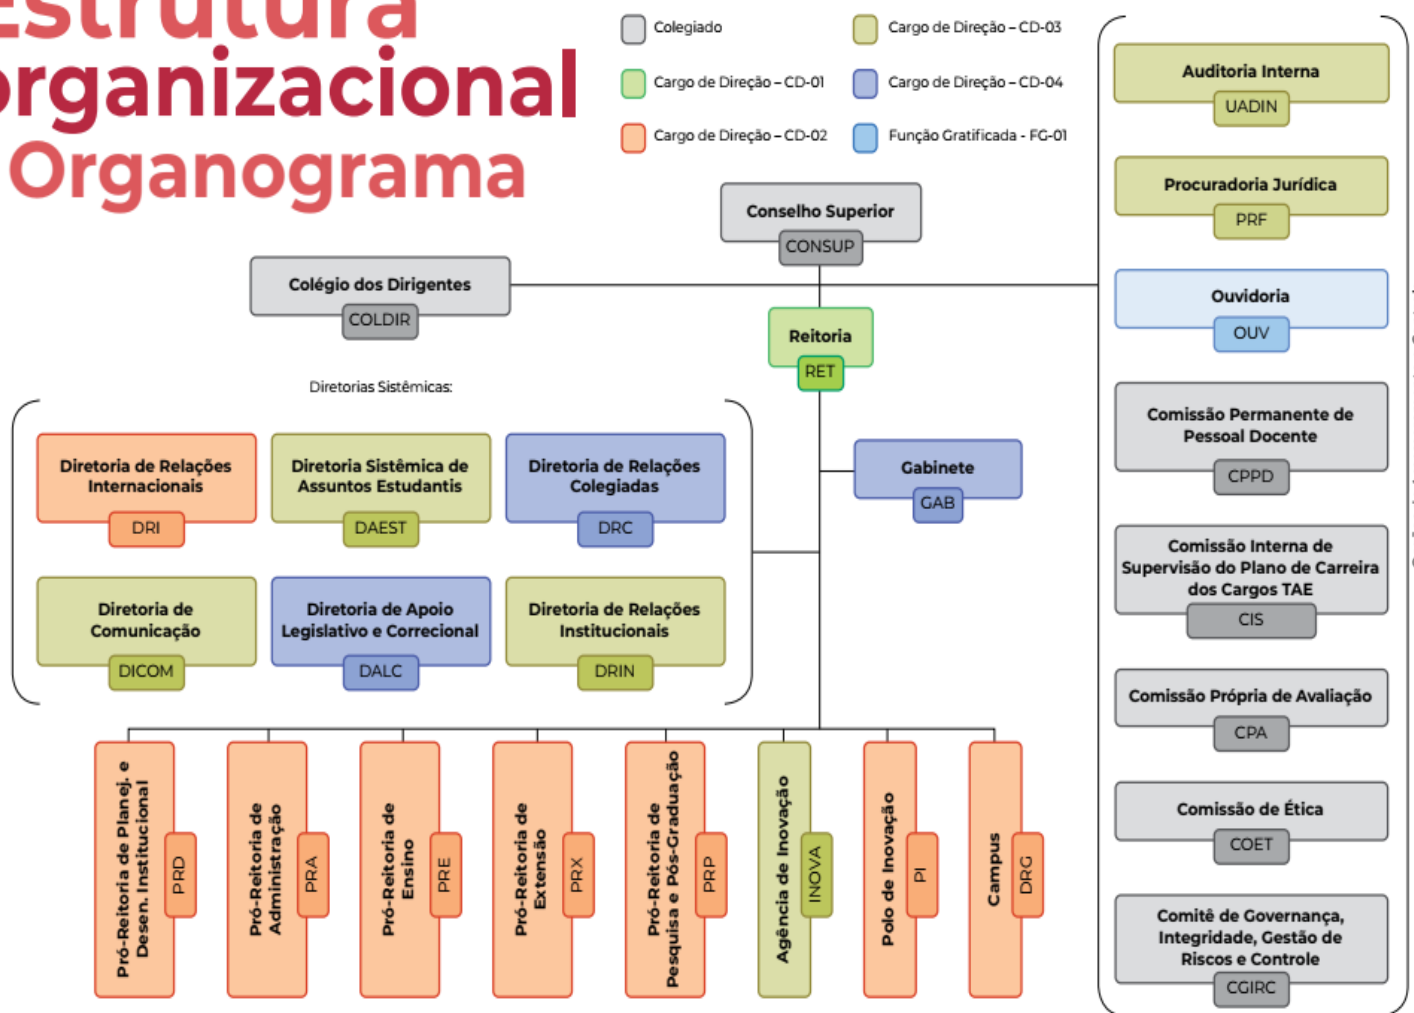 Estrutura
organizacional
Organograma
Colegiado
Cargo de Direção – CD-01
Cargo de Direção – CD-02
Cargo de Direção – CD-03
Cargo de Direção – CD-04
Função Gratificada - FG-01
Conselho Superior
CONSUP
Colégio dos Dirigentes
COLDIR
Reitoria
RET
Gabinete
GAB
Diretorias Sistêmicas:
Diretoria de Relações
Internacionais
DRI
Diretoria Sistêmica de
Assuntos Estudantis
DAEST
Diretoria de Relações
Colegiadas
DRC
Diretoria de
Comunicação
DICOM
Diretoria de Apoio
Legislativo e Correcional
DALC
Diretoria de Relações
Institucionais
DRIN
Pró-Reitoria de Planej. e
Desen. Institucional
PRD
Pró-Reitoria de
Administração
PRA
Pró-Reitoria de
Ensino
PRE
Pró-Reitoria de
Extensão
PRX
Pró-Reitoria de
Pesquisa e Pós-Graduação
PRP
Agência de Inovação
INOVA
Polo de Inovação
PI
Campus
DRG
Auditoria Interna
UADIN
Procuradoria Jurídica
PRF
Ouvidoria
OUV
Comissão Permanente de
Pessoal Docente
CPPD
Comissão Interna de
Supervisão do Plano de Carreira
dos Cargos TAE
CIS
Comissão Própria de Avaliação
CPA
Comissão de Ética
COET
Comitê de Governança,
Integridade, Gestão de
Riscos e Controle
CGIRC